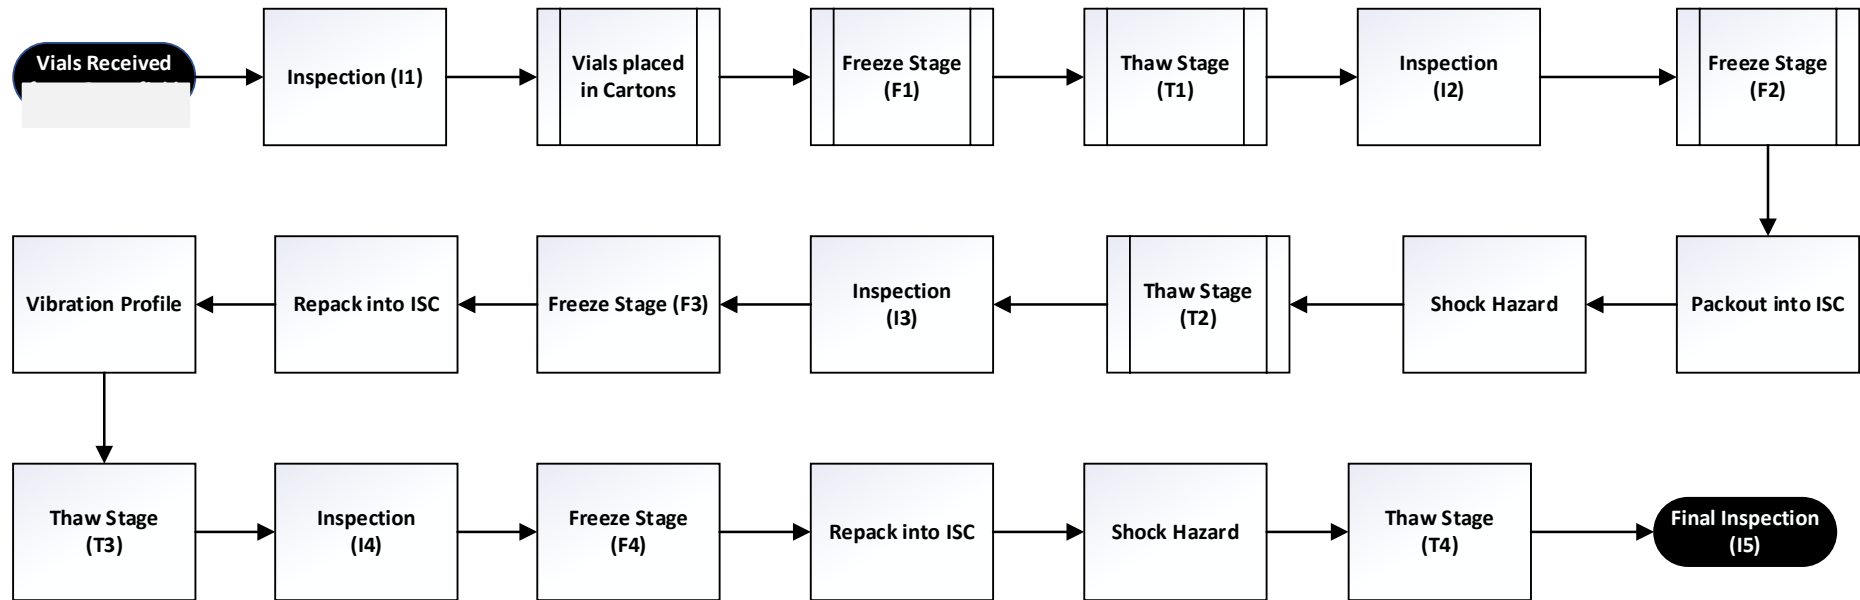 Vials Received
Inspection (I1)
Vials placed
in Cartons
Freeze Stage
(F1)
Thaw Stage
(T1)
Inspection
(I2)
Freeze Stage
(F2)
Packout into ISC
Shock Hazard
Thaw Stage
(T2)
Inspection
(I3)
Freeze Stage (F3)
Repack into ISC
Vibration Profile
Thaw Stage
(T3)
Inspection
(I4)
Freeze Stage
(F4)
Repack into ISC
Shock Hazard
Thaw Stage
(T4)
Final Inspection
(I5)